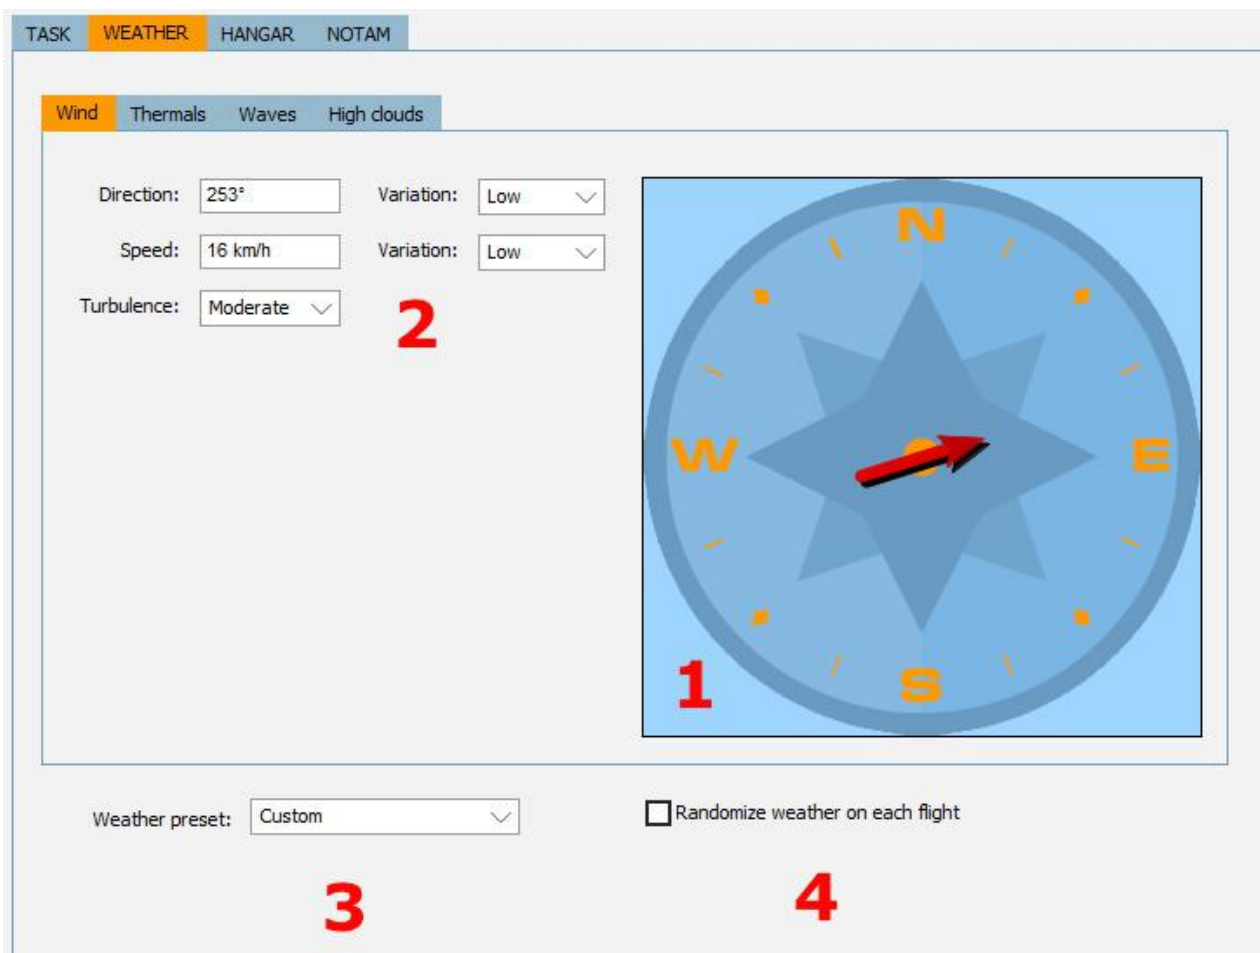 TASK WEATHER HANGAR NOTAM
Wind Thermals Waves High clouds
Direction: 253° Variation: Low
Speed: 16 km/h Variation: Low
Turbulence: Moderate
2
N
W E
S
1
Weather preset: Custom
Randomize weather on each flight
3
4